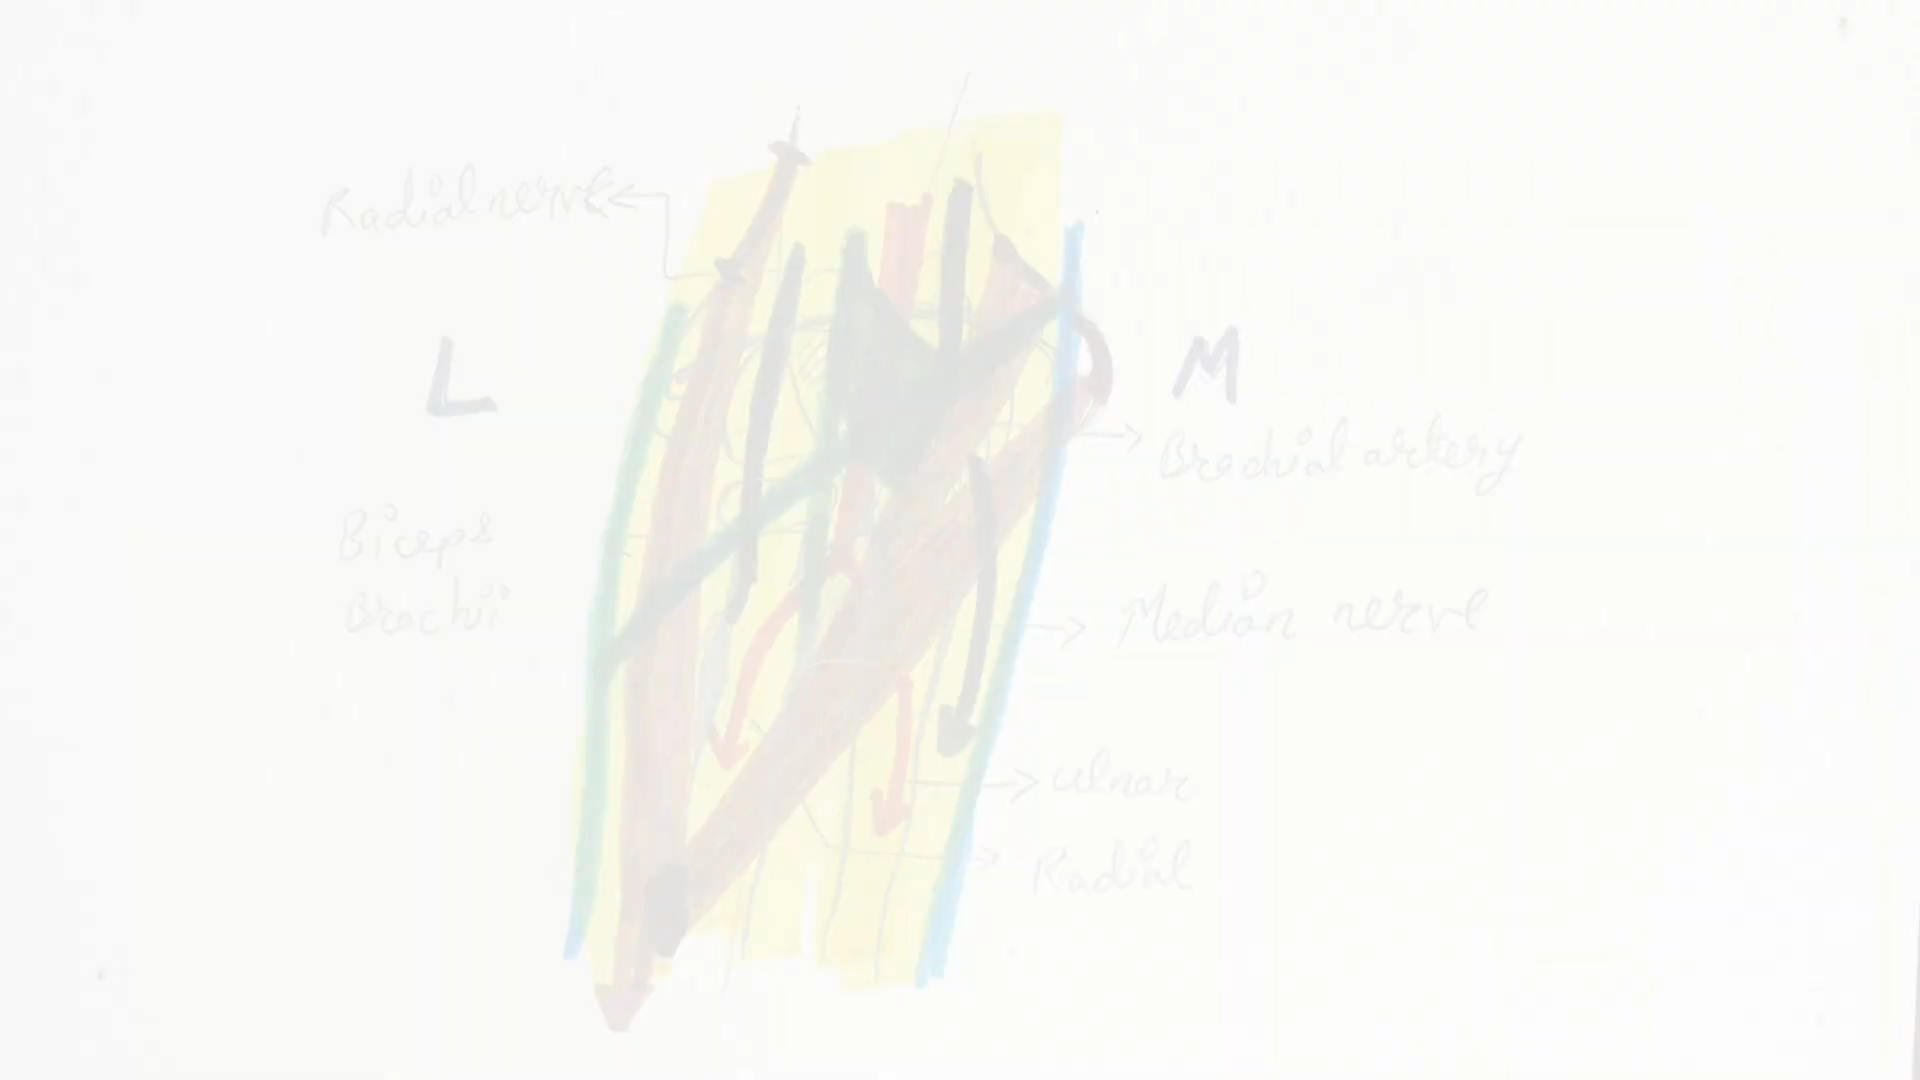 Radial nerve
L
M
Brachial artery
Biceps
Brachii
Median nerve
ulnar
Radial